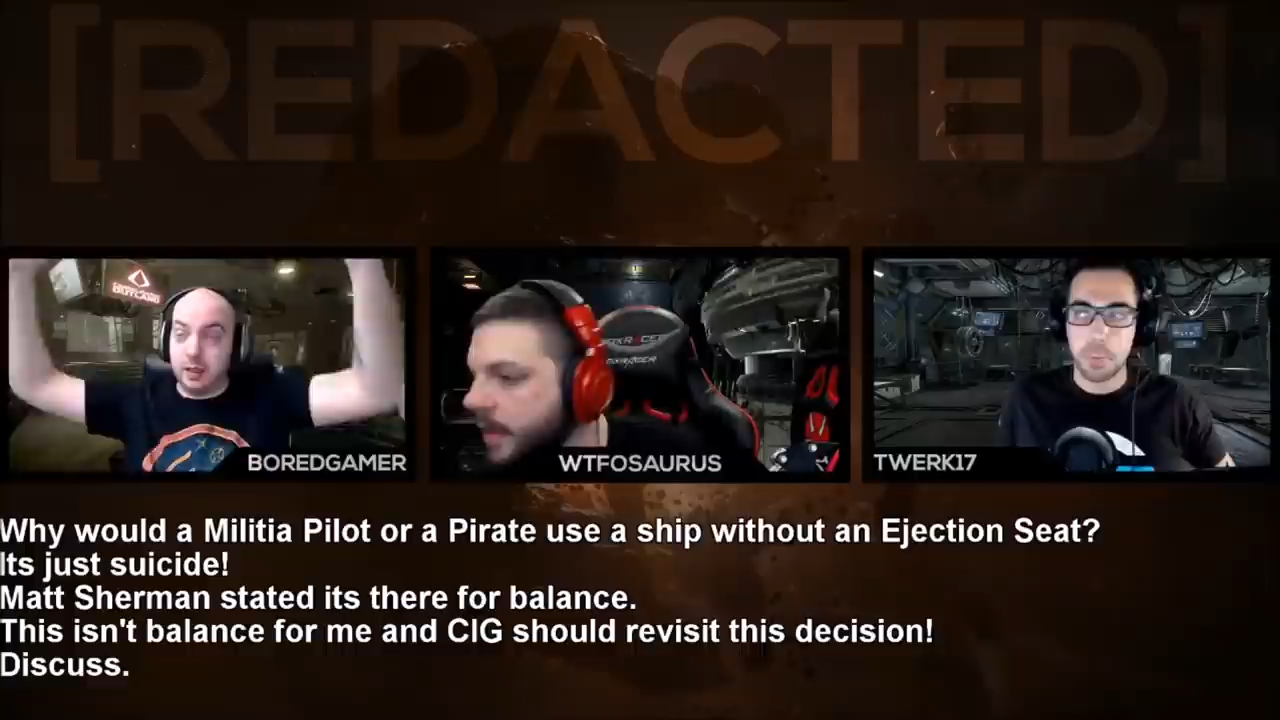 [REDACTED]
OUTLAND
BOREDGAMER
WTFOSAURUS
TWERK17
Why would a Militia Pilot or a Pirate use a ship without an Ejection Seat?
Its just suicide!
Matt Sherman stated its there for balance.
This isn't balance for me and CIG should revisit this decision!
Discuss.